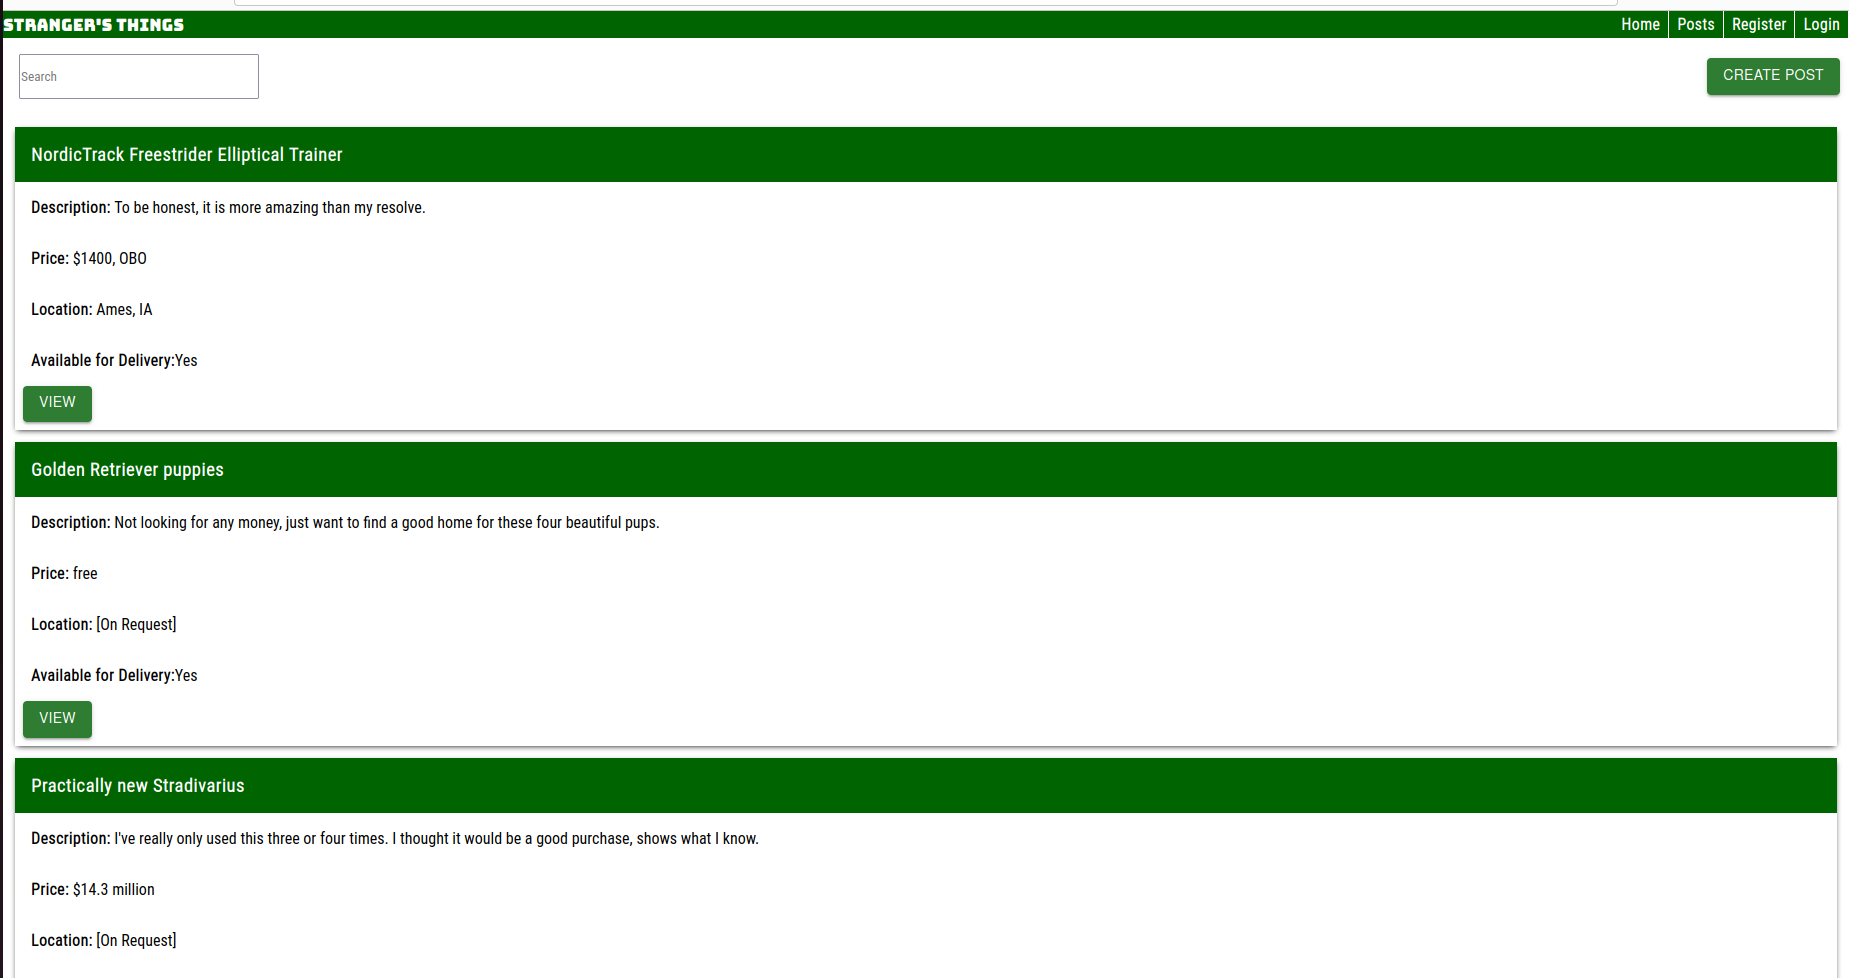 STRANGER'S THINGS
Home Posts Register Login
Search
CREATE POST
NordicTrack Freestrider Elliptical Trainer
Description: To be honest, it is more amazing than my resolve.
Price: $1400, OBO
Location: Ames, IA
Available for Delivery:Yes
VIEW
Golden Retriever puppies
Description: Not looking for any money, just want to find a good home for these four beautiful pups.
Price: free
Location: [On Request]
Available for Delivery:Yes
VIEW
Practically new Stradivarius
Description: I've really only used this three or four times. I thought it would be a good purchase, shows what I know.
Price: $14.3 million
Location: [On Request]